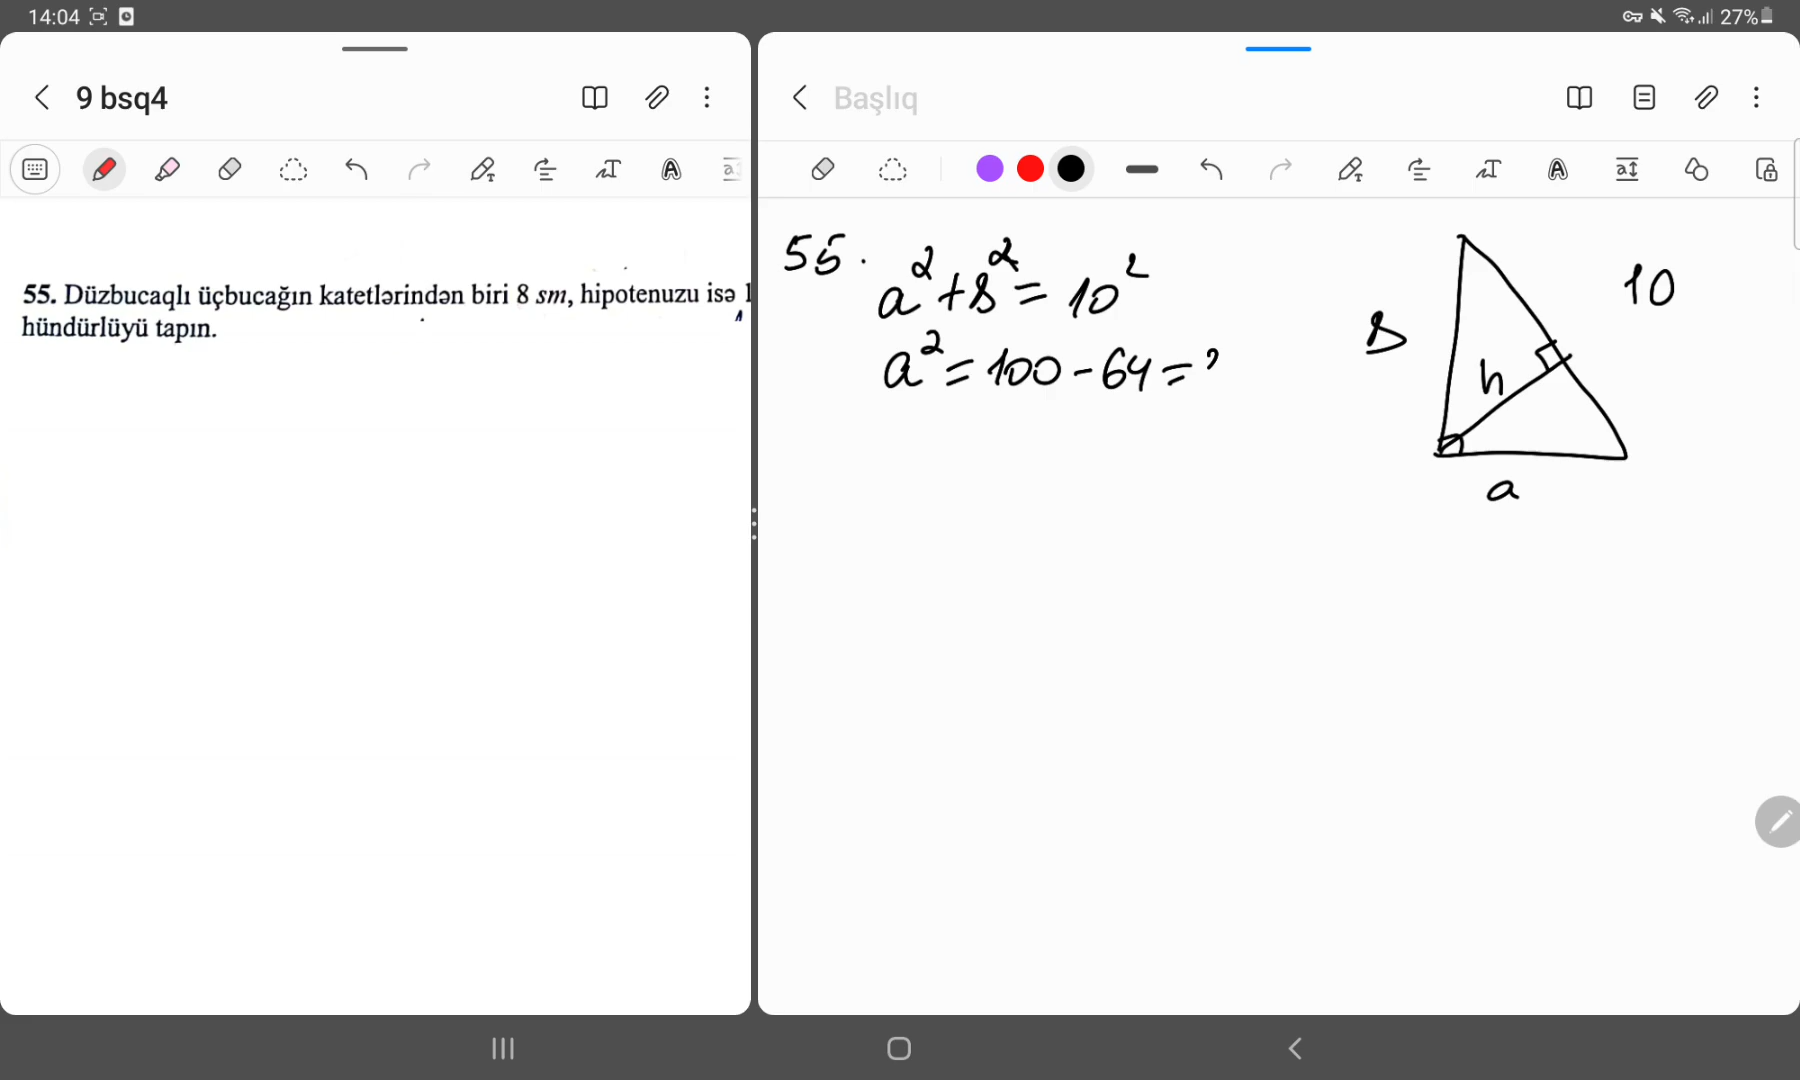 14:04
27%
9 bsq4
Başlıq
55. Düzbucaqlı üçbucağın katetlərindən biri 8 sm, hipotenuzu isə 1
hündürlüyü tapın.
55.
a² + 8² = 10²
a² = 100 - 64 =
8
10
h
a